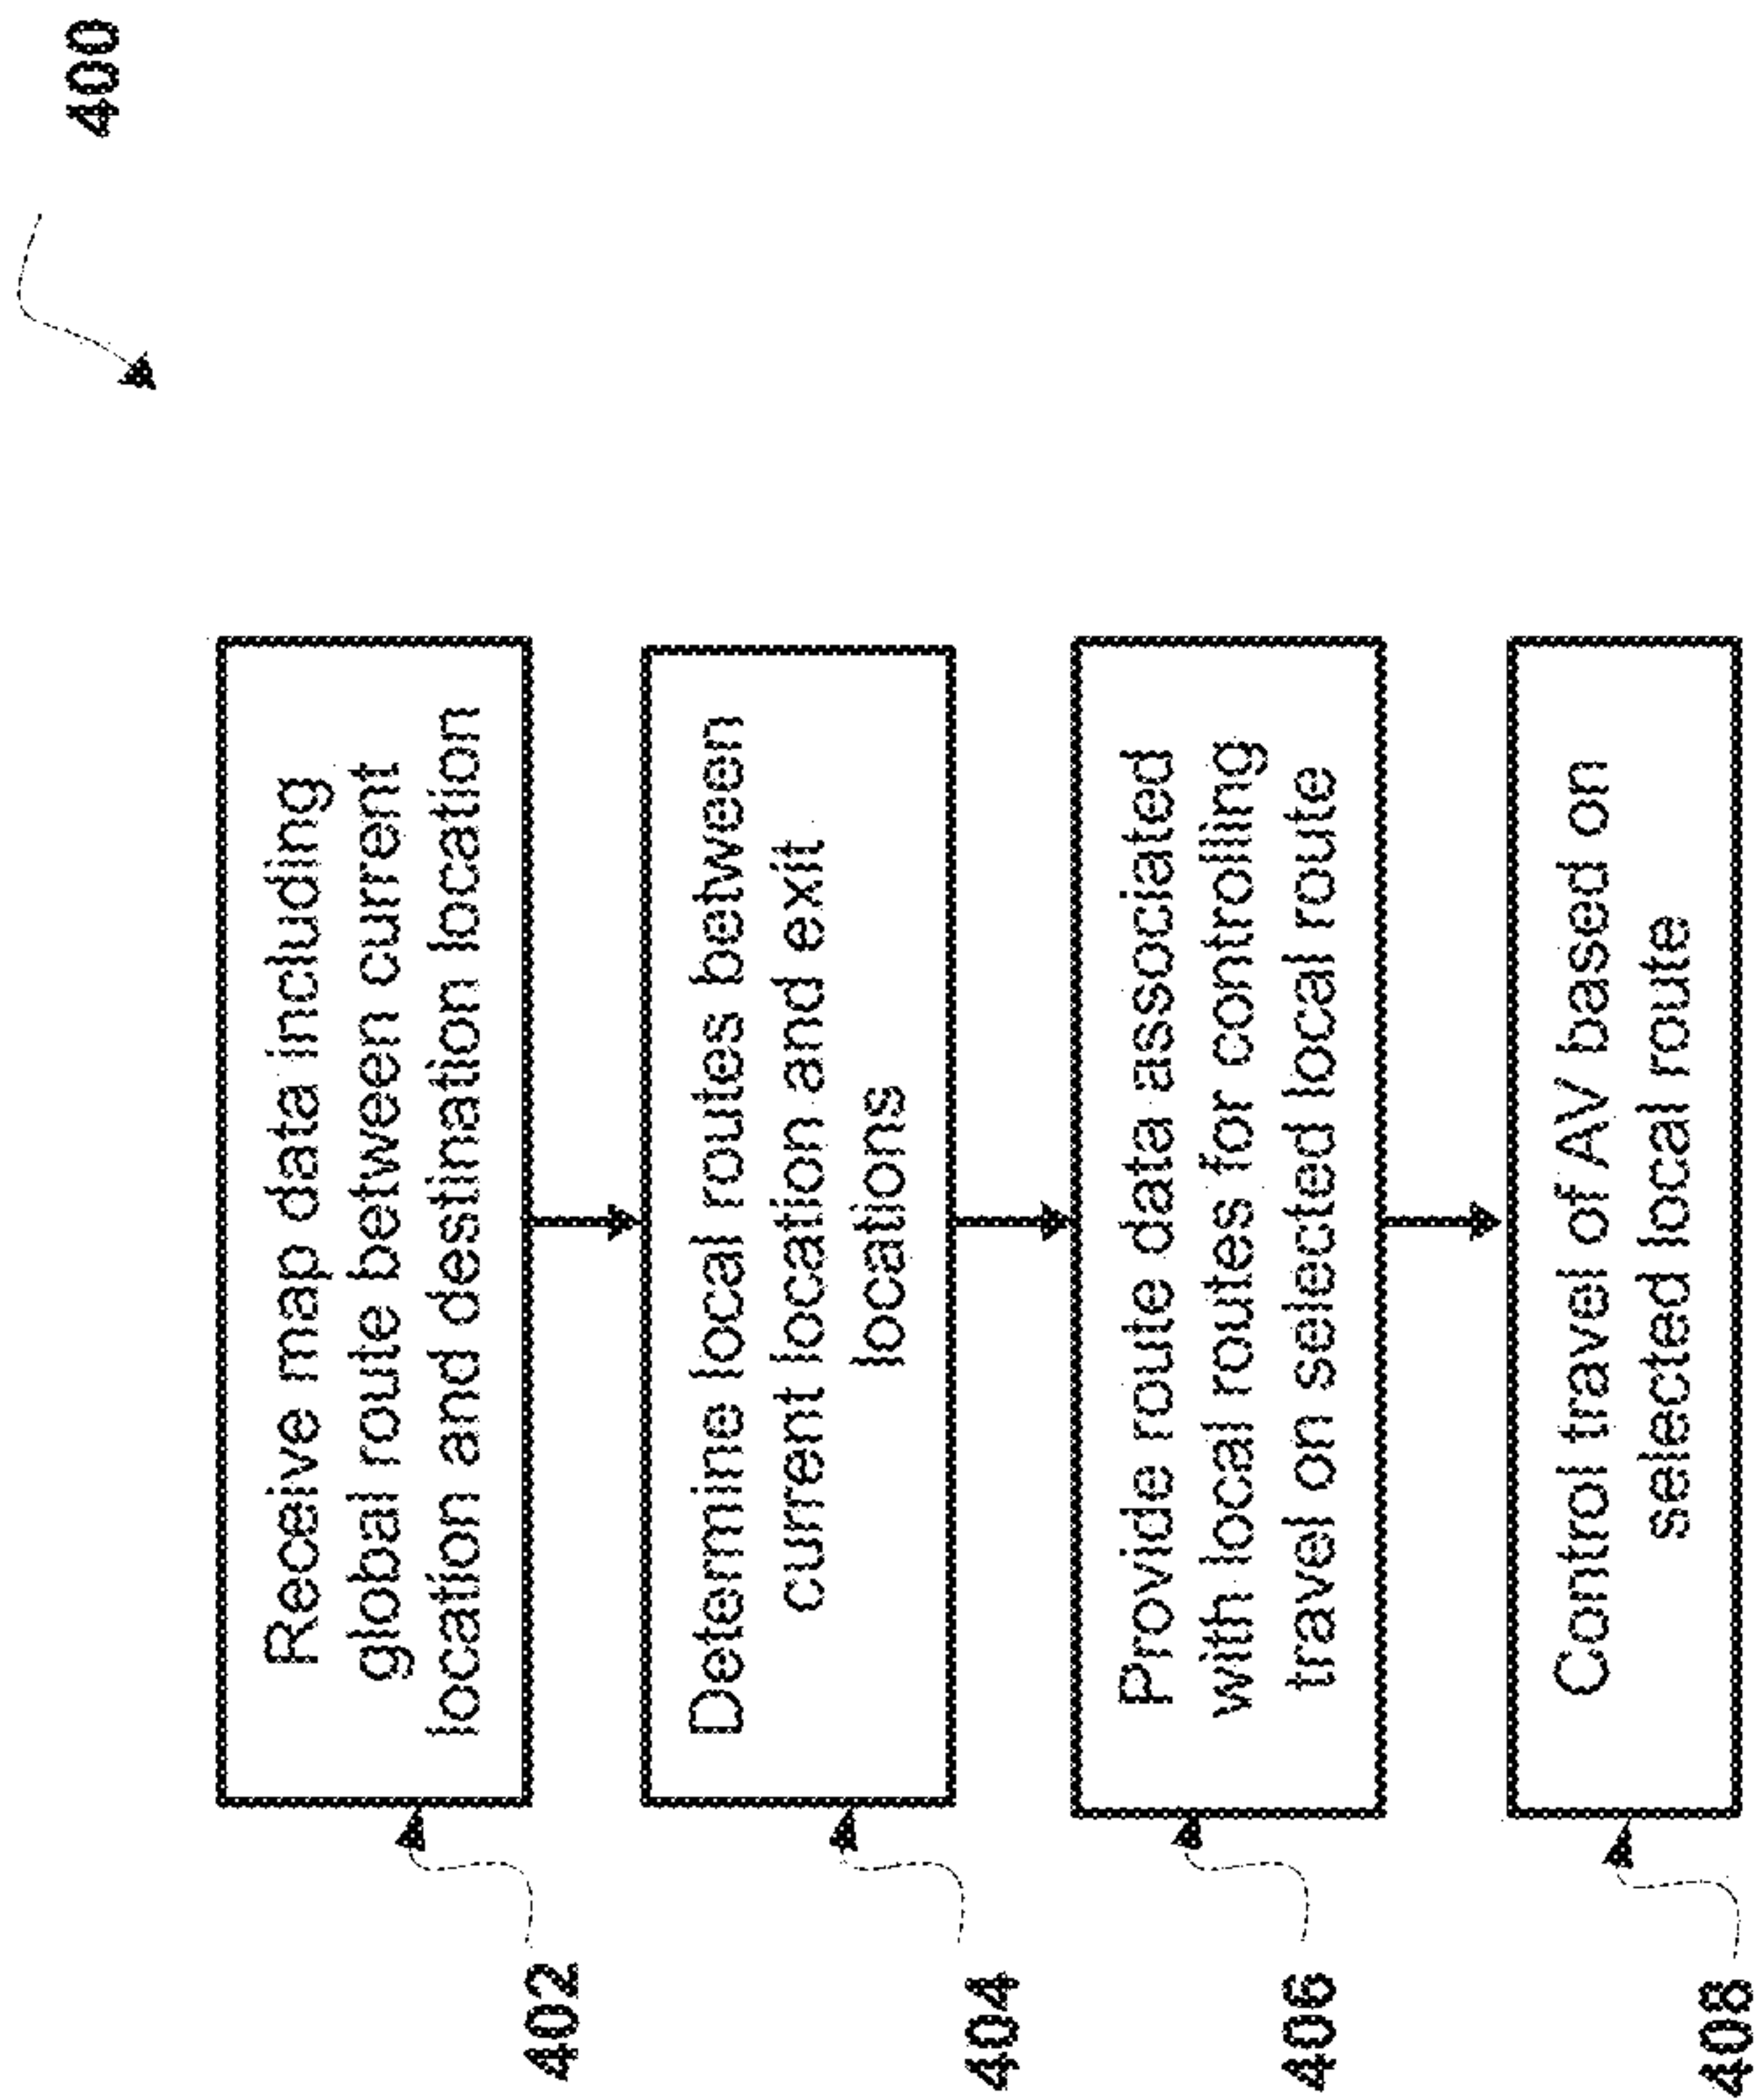 400
402
Receive map data including
global route between current
location and destination location
404
Determine local routes between
current location and exit
locations
406
Provide route data associated
with local routes for controlling
travel on selected local route
408
Control travel of AV based on
selected local route